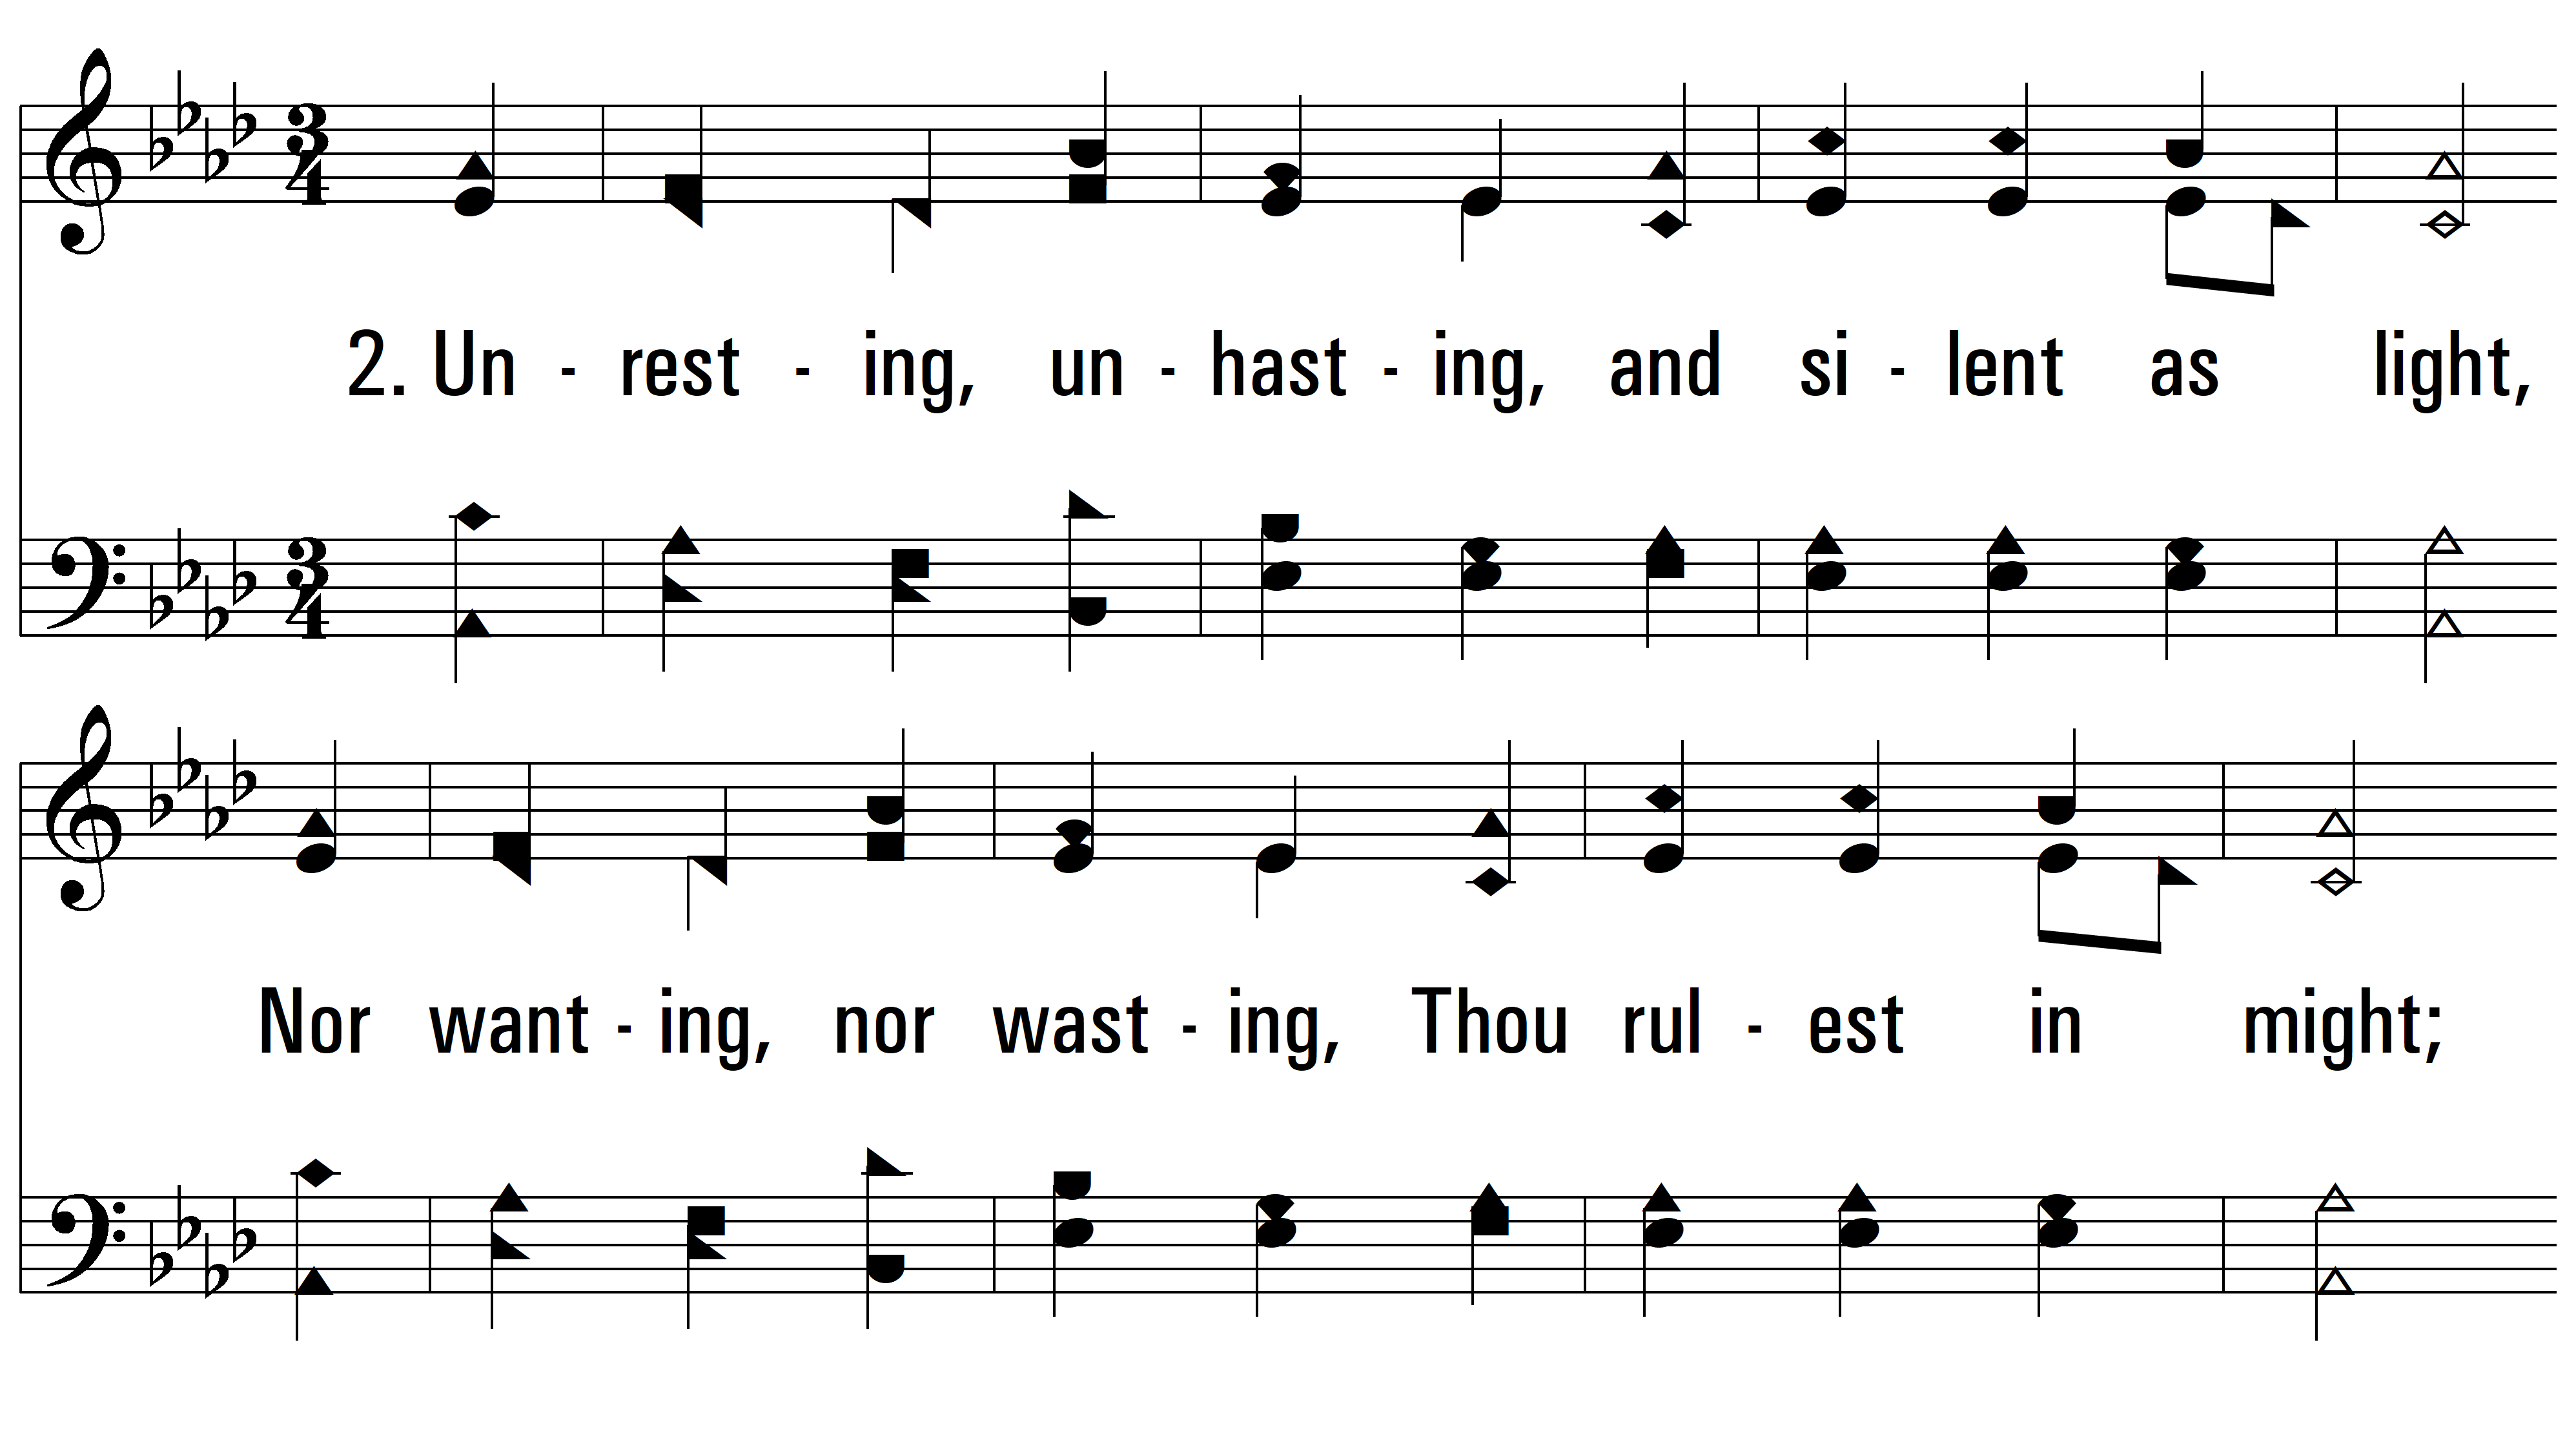 2. Un - rest - ing, un - hast - ing, and si - lent as light,
Nor want - ing, nor wast - ing, Thou rul - est in might;